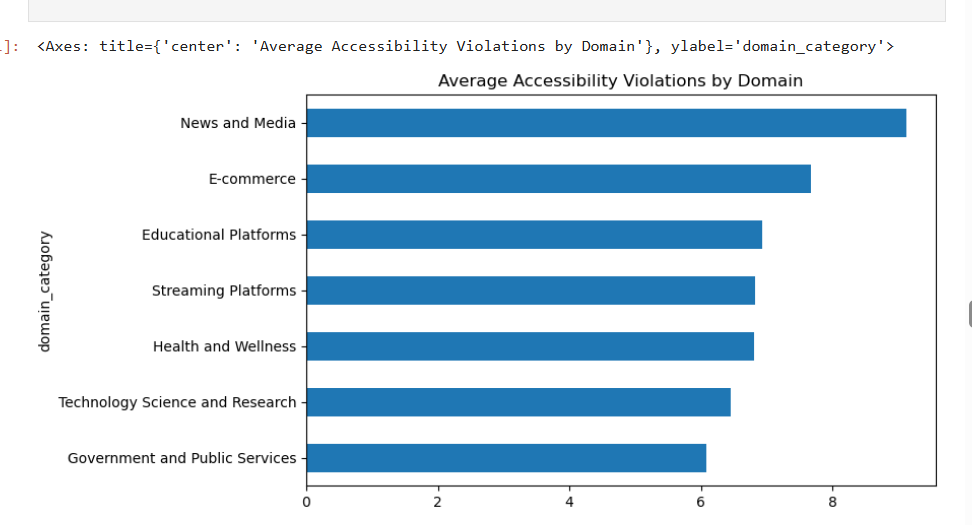 ]: <Axes: title={'center': 'Average Accessibility Violations by Domain'}, ylabel='domain_category'>
Average Accessibility Violations by Domain
domain_category
News and Media
E-commerce
Educational Platforms
Streaming Platforms
Health and Wellness
Technology Science and Research
Government and Public Services
0 2 4 6 8